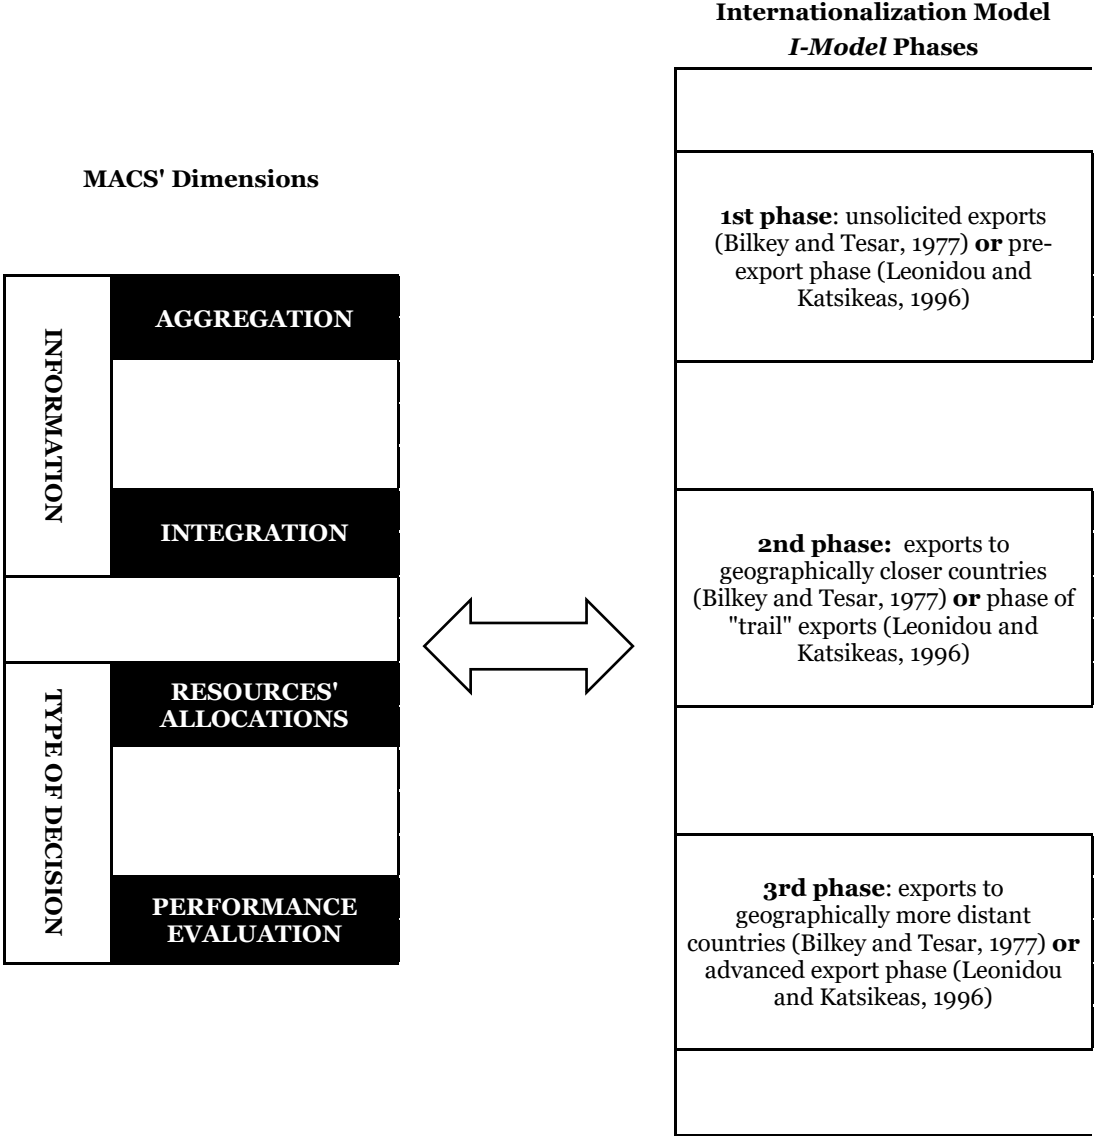 Internationalization Model
I-Model Phases
MACS' Dimensions
INFORMATION
AGGREGATION
INTEGRATION
TYPE OF DECISION
RESOURCES'
ALLOCATIONS
PERFORMANCE
EVALUATION
1st phase: unsolicited exports
(Bilkey and Tesar, 1977) or pre-
export phase (Leonidou and
Katsikeas, 1996)
2nd phase: exports to
geographically closer countries
(Bilkey and Tesar, 1977) or phase of
"trail" exports (Leonidou and
Katsikeas, 1996)
3rd phase: exports to
geographically more distant
countries (Bilkey and Tesar, 1977) or
advanced export phase (Leonidou
and Katsikeas, 1996)